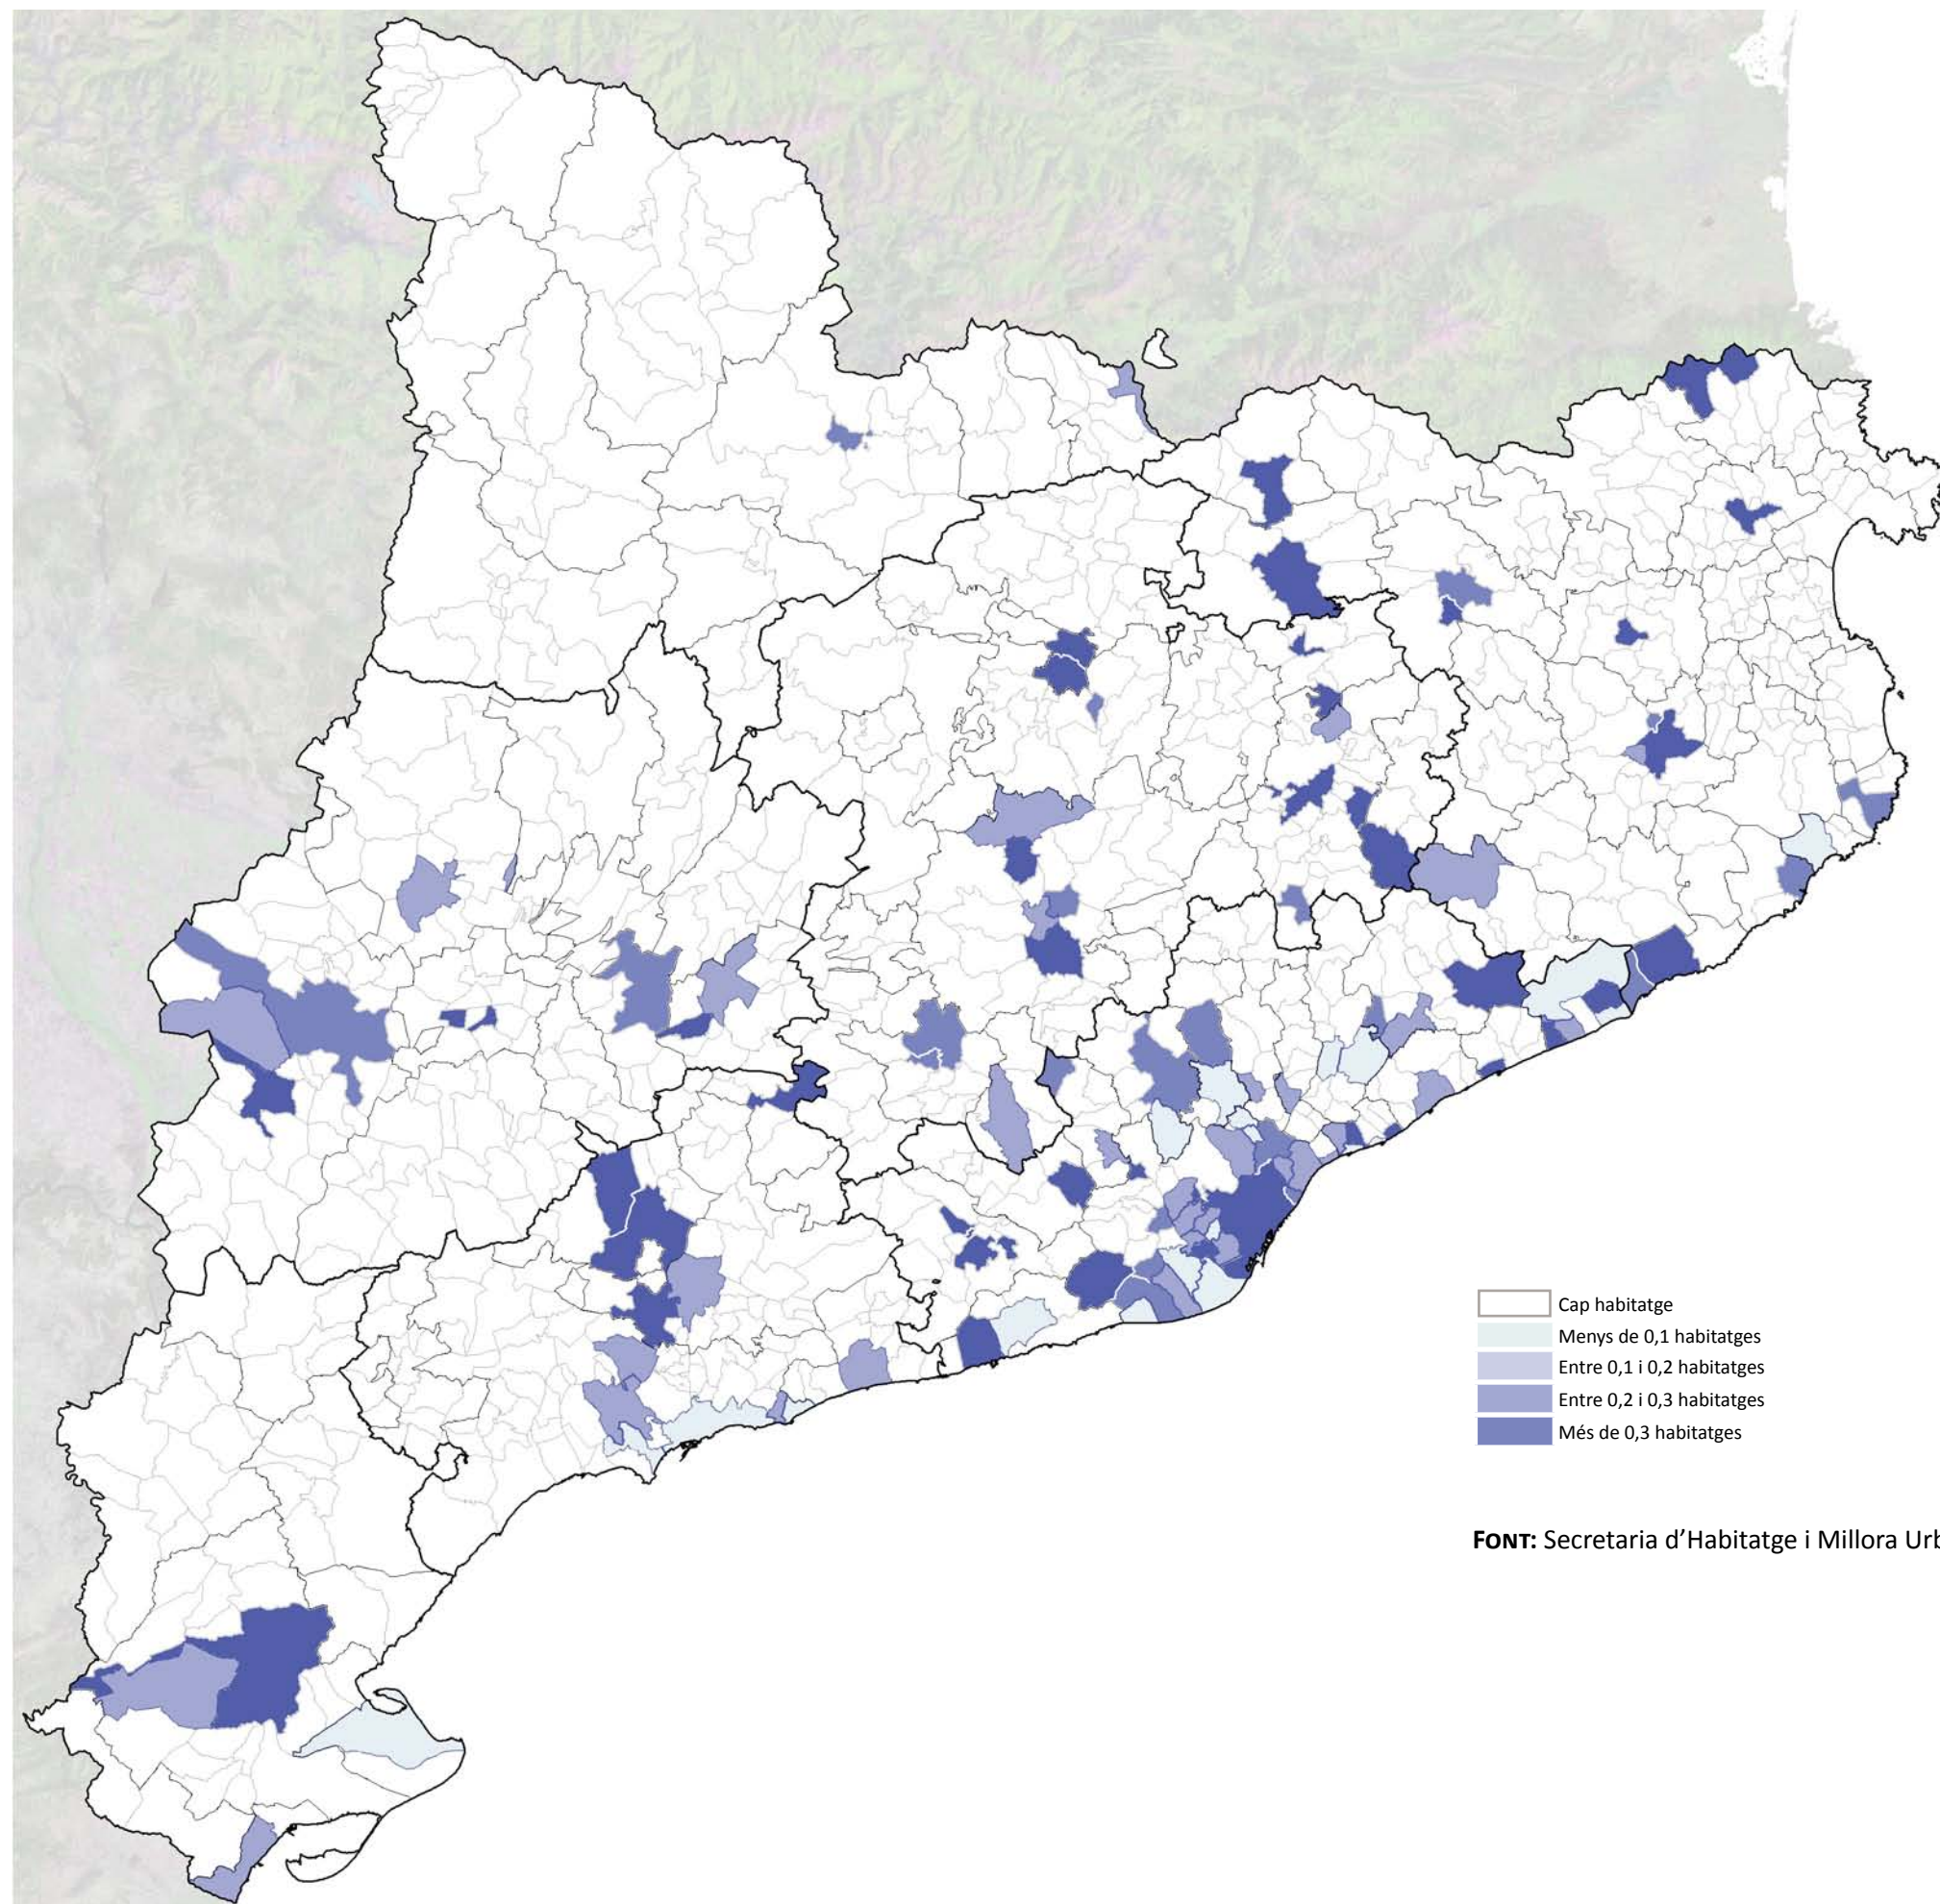 Cap habitatge
Menys de 0,1 habitatges
Entre 0,1 i 0,2 habitatges
Entre 0,2 i 0,3 habitatges
Més de 0,3 habitatges
FONT: Secretaria d'Habitatge i Millora Urb